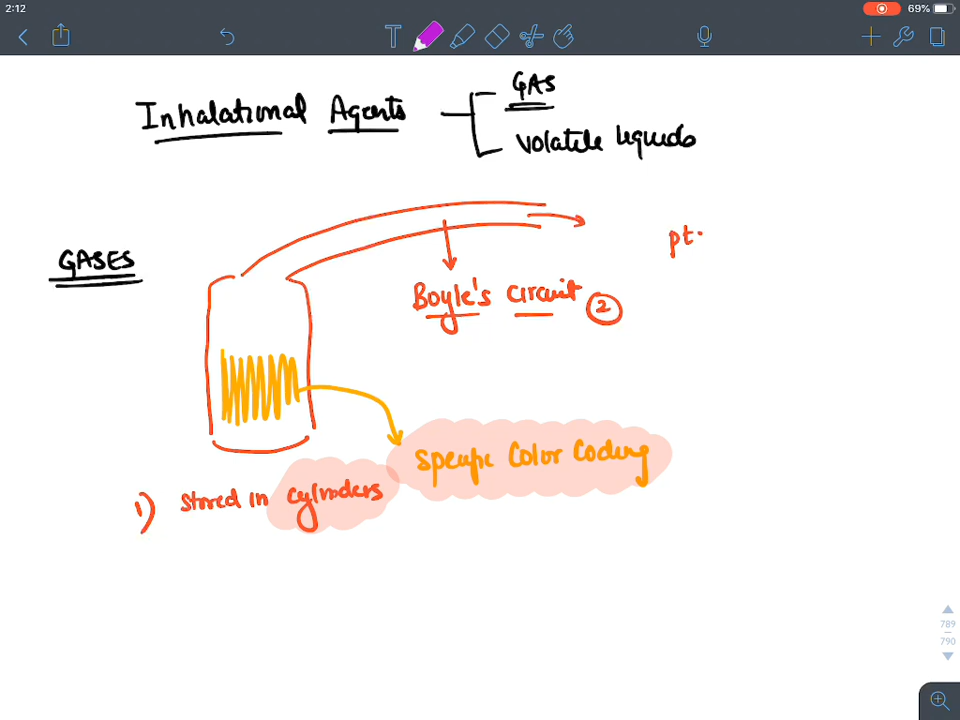 2:12
69%
T
GAS
Inhalational Agents
volatile liquids
pt.
GASES
Boyle's circuit 2
Specific Color Coding
1) Stored in cylinders
789
790